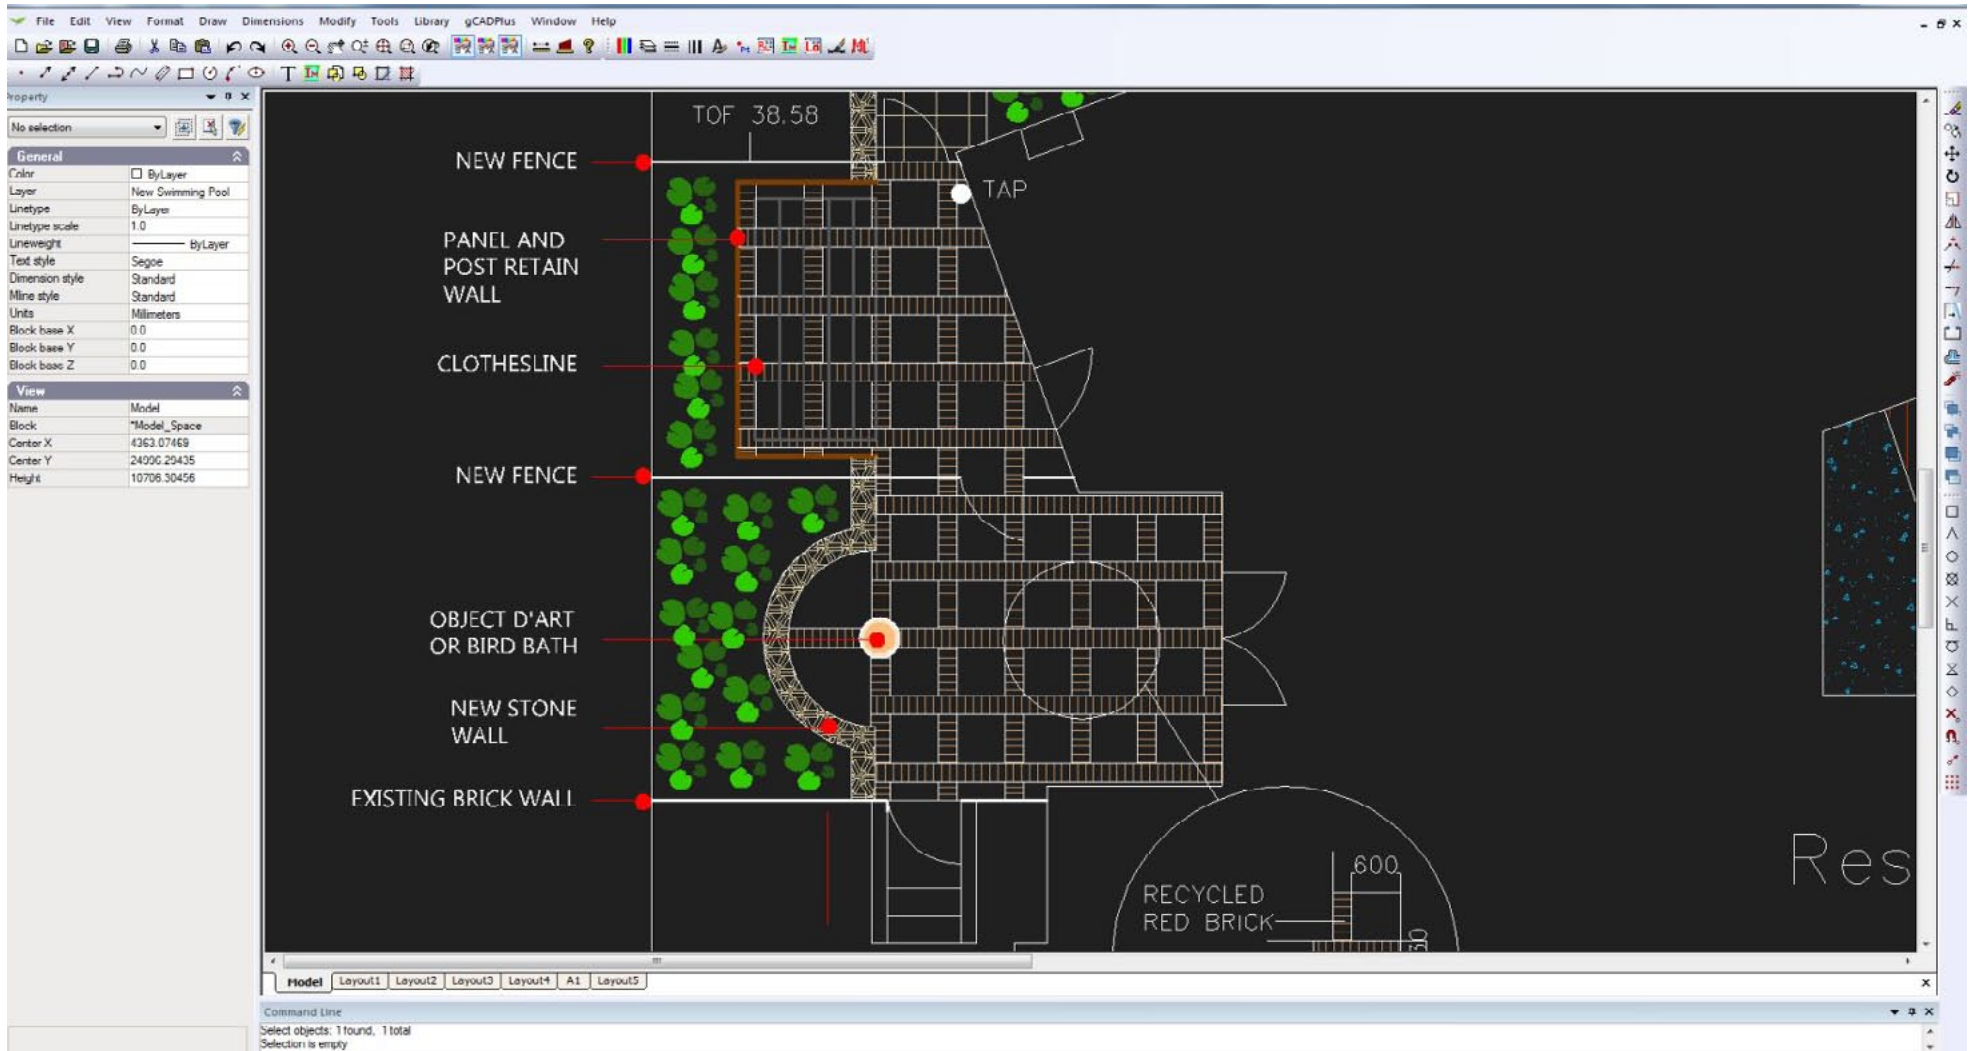 File Edit View Format Draw Dimensions Modify Tools Library gCADPlus Window Help
Property
No selection
General
Color ByLayer
Layer New Swimming Pool
Linetype ByLayer
Linetype scale 1.0
Lineweight ByLayer
Text style Segoe
Dimension style Standard
Mline style Standard
Units Millimeters
Block base X 0.0
Block base Y 0.0
Block base Z 0.0
View
Name Model
Block *Model_Space
Center X 4363.07469
Center Y 24996.29435
Height 10706.30456
TOF 38.58
NEW FENCE
TAP
PANEL AND
POST RETAIN
WALL
CLOTHESLINE
NEW FENCE
OBJECT D'ART
OR BIRD BATH
NEW STONE
WALL
EXISTING BRICK WALL
600
RECYCLED
RED BRICK
Res
Model Layout1 Layout2 Layout3 Layout4 A1 Layout5
Command Line
Select objects: 1 found, 1 total
Selection is empty